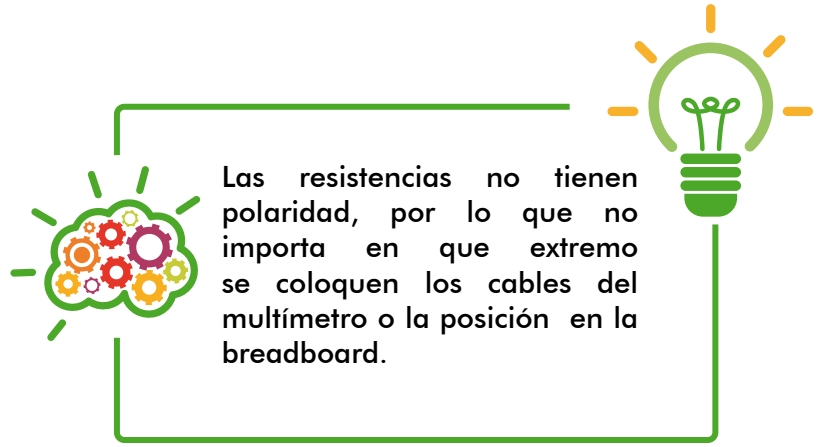 Las resistencias no tienen
polaridad, por lo que no
importa en que extremo
se coloquen los cables del
multímetro o la posición en la
breadboard.